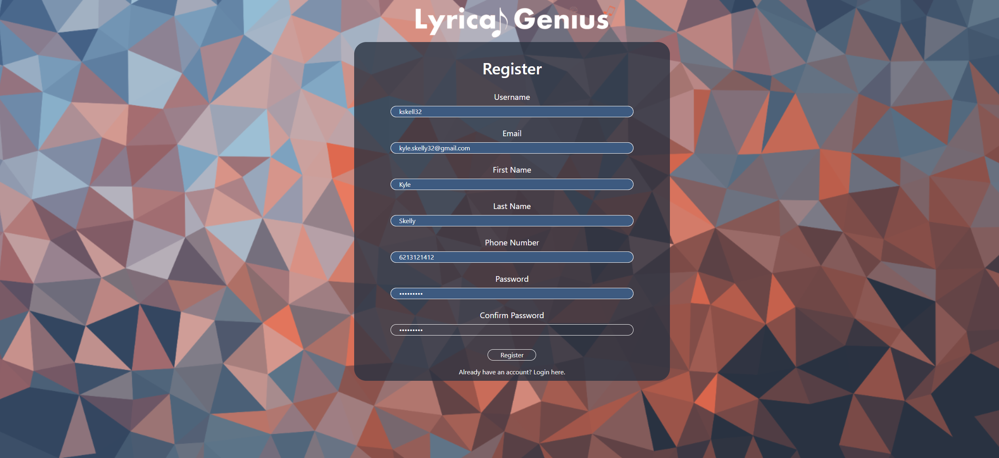 Lyrical Genius
Register
Username
kskell32
Email
kyle.skelly32@gmail.com
First Name
Kyle
Last Name
Skelly
Phone Number
6213121412
Password
•••••••••
Confirm Password
•••••••••
Register
Already have an account? Login here.